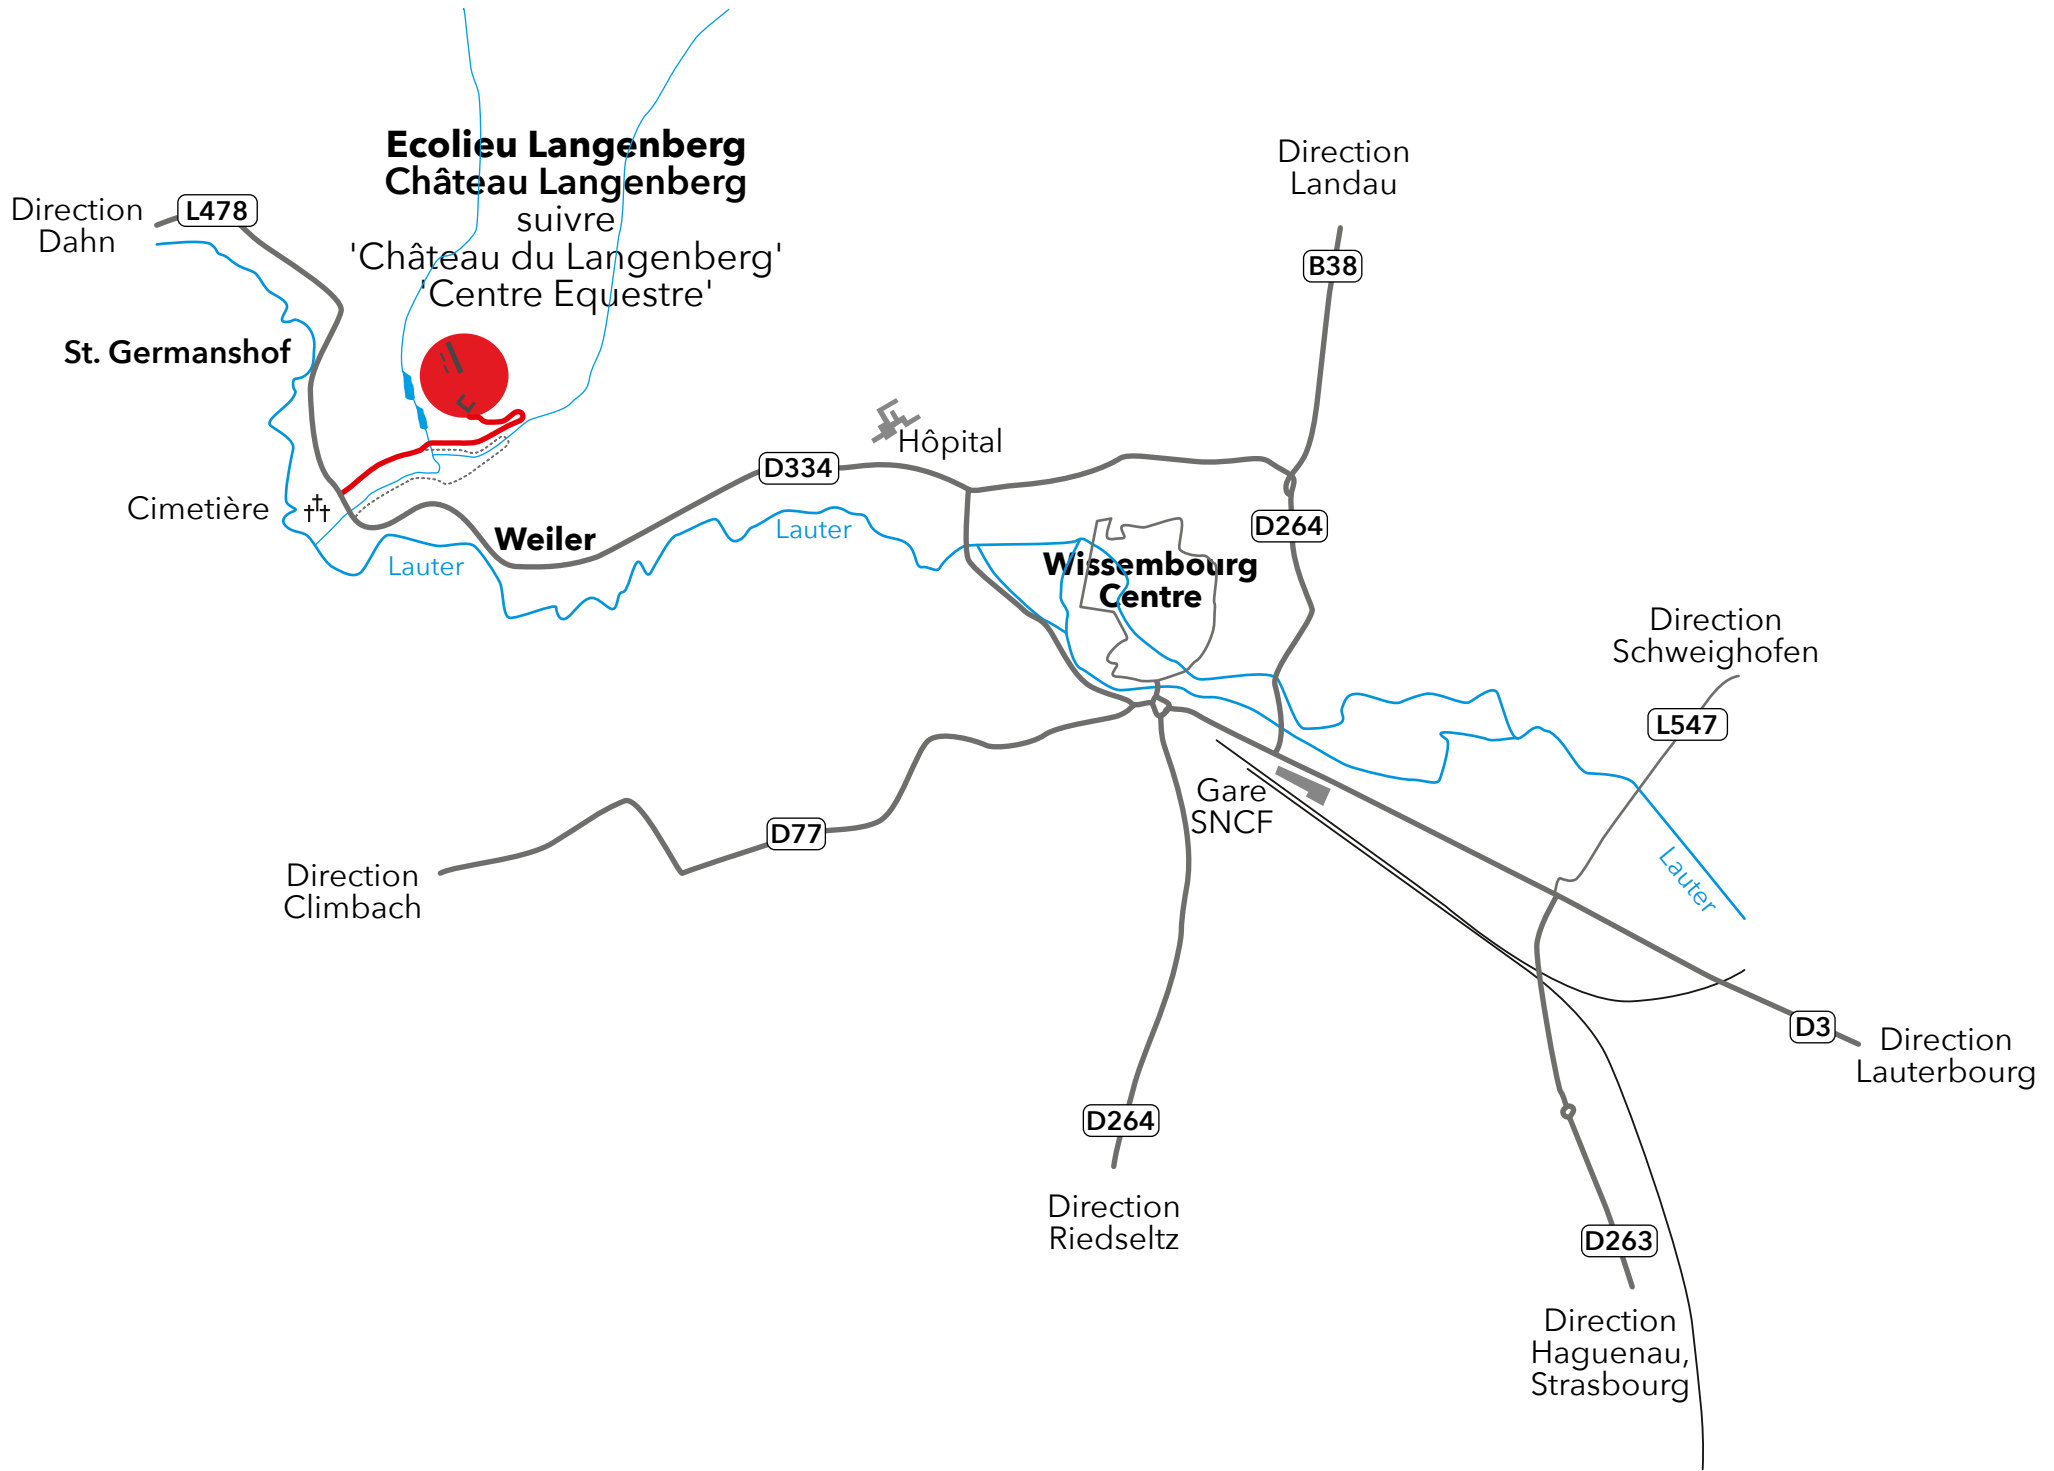 Ecolieu Langenberg
Château Langenberg
suivre
'Château du Langenberg'
'Centre Equestre'
Direction
Landau
Direction
Dahn
L478
B38
St. Germanshof
Hôpital
D334
Cimetière
D264
Weiler
Lauter
Lauter
Wissembourg
Centre
Direction
Schweighofen
L547
Gare
SNCF
D77
Direction
Climbach
Lauter
D3
Direction
Lauterbourg
D264
Direction
Riedseltz
D263
Direction
Haguenau,
Strasbourg